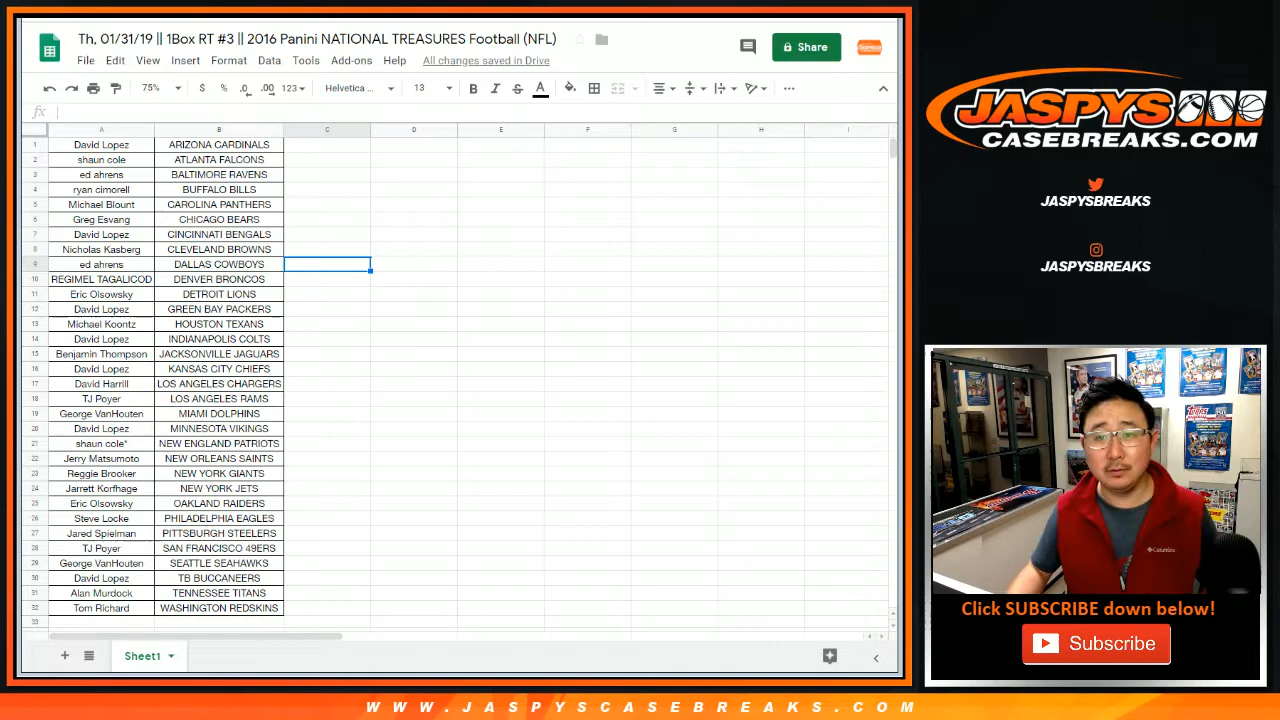 Th, 01/31/19 || 1Box RT #3 || 2016 Panini NATIONAL TREASURES Football (NFL)
Share
File Edit View Insert Format Data Tools Add-ons Help All changes saved in Drive
75% $ % .0 .00 123 Helvetica ... 13 B I S A
fx
A B C D E F G H I
1 David Lopez ARIZONA CARDINALS
2 shaun cole ATLANTA FALCONS
3 ed ahrens BALTIMORE RAVENS
4 ryan cimorell BUFFALO BILLS
5 Michael Blount CAROLINA PANTHERS
6 Greg Esvang CHICAGO BEARS
7 David Lopez CINCINNATI BENGALS
8 Nicholas Kasberg CLEVELAND BROWNS
9 ed ahrens DALLAS COWBOYS
10 REGIMEL TAGALICOD DENVER BRONCOS
11 Eric Olsowsky DETROIT LIONS
12 David Lopez GREEN BAY PACKERS
13 Michael Koontz HOUSTON TEXANS
14 David Lopez INDIANAPOLIS COLTS
15 Benjamin Thompson JACKSONVILLE JAGUARS
16 David Lopez KANSAS CITY CHIEFS
17 David Harrill LOS ANGELES CHARGERS
18 TJ Poyer LOS ANGELES RAMS
19 George VanHouten MIAMI DOLPHINS
20 David Lopez MINNESOTA VIKINGS
21 shaun cole* NEW ENGLAND PATRIOTS
22 Jerry Matsumoto NEW ORLEANS SAINTS
23 Reggie Brooker NEW YORK GIANTS
24 Jarrett Korfhage NEW YORK JETS
25 Eric Olsowsky OAKLAND RAIDERS
26 Steve Locke PHILADELPHIA EAGLES
27 Jared Spielman PITTSBURGH STEELERS
28 TJ Poyer SAN FRANCISCO 49ERS
29 George VanHouten SEATTLE SEAHAWKS
30 David Lopez TB BUCCANEERS
31 Alan Murdock TENNESSEE TITANS
32 Tom Richard WASHINGTON REDSKINS
33
Sheet1
JASPYS
CASEBREAKS.COM
JASPYSBREAKS
JASPYSBREAKS
Topps
Columbia
Click SUBSCRIBE down below!
Subscribe
WWW.JASPYSCASEBREAKS.COM